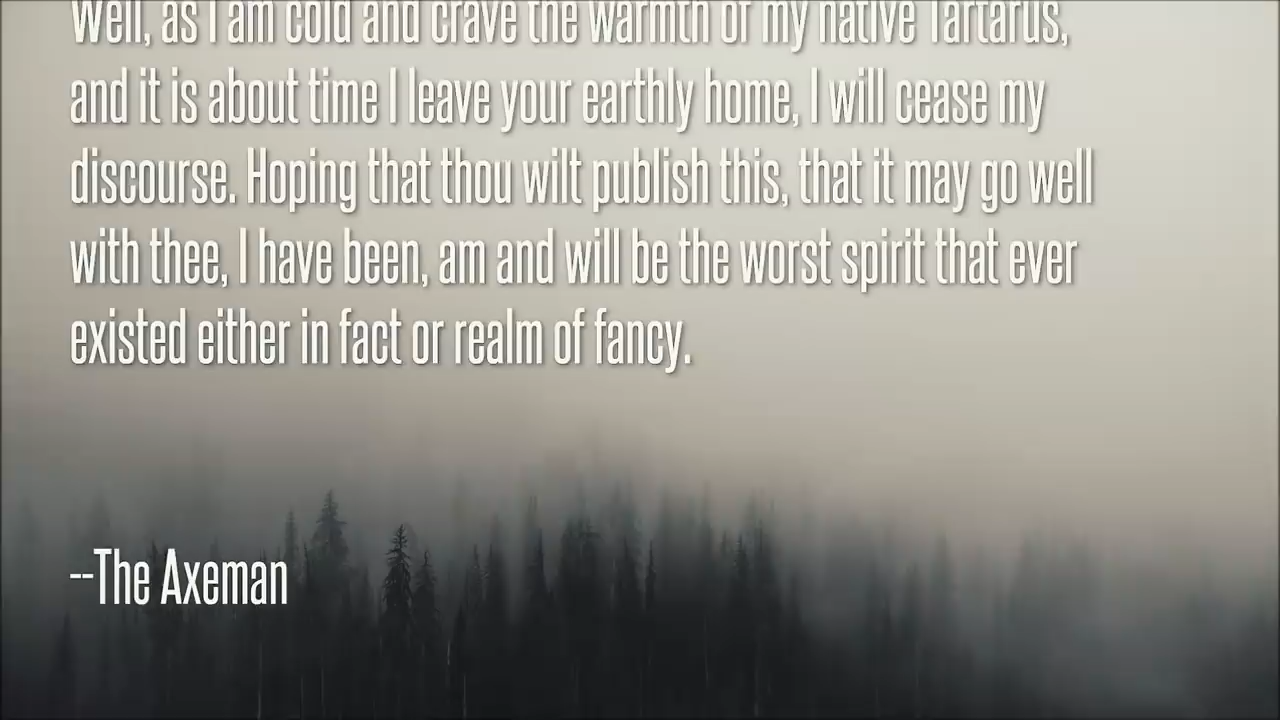 Well, as I am cold and crave the warmth of my native Tartarus,
and it is about time I leave your earthly home, I will cease my
discourse. Hoping that thou wilt publish this, that it may go well
with thee, I have been, am and will be the worst spirit that ever
existed either in fact or realm of fancy.
--The Axeman